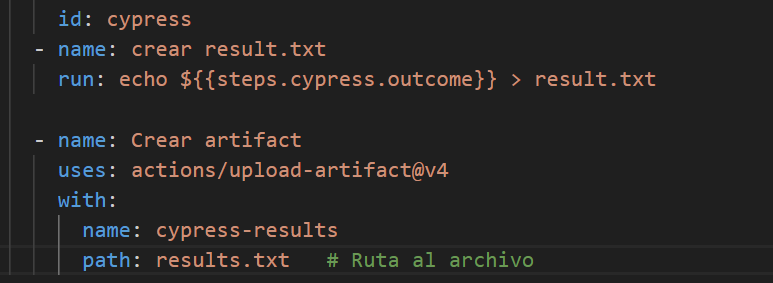 id: cypress
- name: crear result.txt
run: echo ${{steps.cypress.outcome}} > result.txt
- name: Crear artifact
uses: actions/upload-artifact@v4
with:
name: cypress-results
path: results.txt # Ruta al archivo